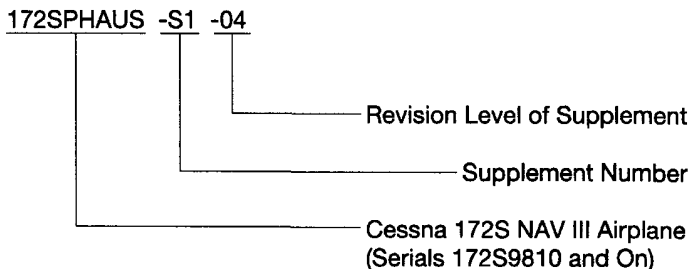 172SPHAUS -S1 -04
Revision Level of Supplement
Supplement Number
Cessna 172S NAV III Airplane
(Serials 172S9810 and On)